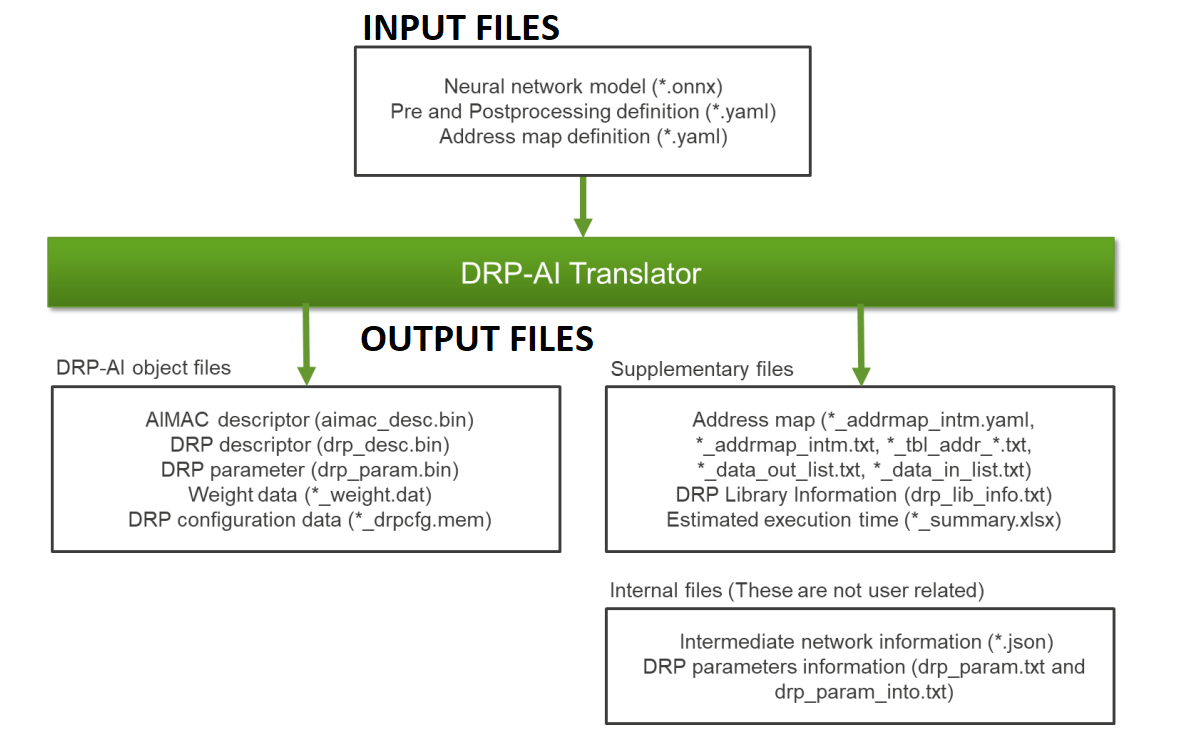 INPUT FILES
Neural network model (*.onnx)
Pre and Postprocessing definition (*.yaml)
Address map definition (*.yaml)
DRP-AI Translator
OUTPUT FILES
DRP-AI object files
AIMAC descriptor (aimac_desc.bin)
DRP descriptor (drp_desc.bin)
DRP parameter (drp_param.bin)
Weight data (*_weight.dat)
DRP configuration data (*_drpcfg.mem)
Supplementary files
Address map (*_addrmap_intm.yaml,
*_addrmap_intm.txt, *_tbl_addr_*.txt,
*_data_out_list.txt, *_data_in_list.txt)
DRP Library Information (drp_lib_info.txt)
Estimated execution time (*_summary.xlsx)
Internal files (These are not user related)
Intermediate network information (*.json)
DRP parameters information (drp_param.txt and
drp_param_into.txt)